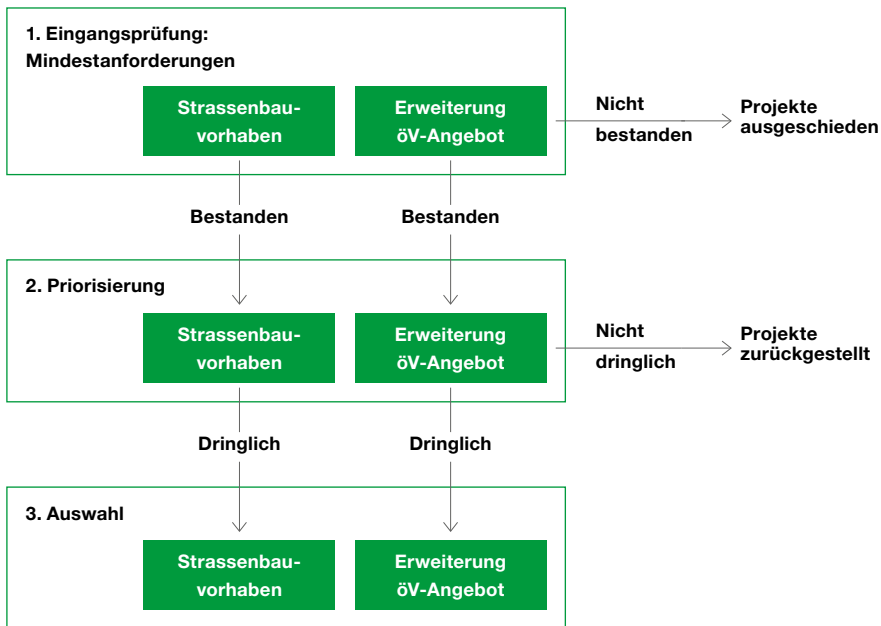 1. Eingangsprüfung:
Mindestanforderungen
Strassenbau-
vorhaben
Erweiterung
öV-Angebot
Nicht
bestanden
Projekte
ausgeschieden
Bestanden
Bestanden
2. Priorisierung
Strassenbau-
vorhaben
Erweiterung
öV-Angebot
Nicht
dringlich
Projekte
zurückgestellt
Dringlich
Dringlich
3. Auswahl
Strassenbau-
vorhaben
Erweiterung
öV-Angebot